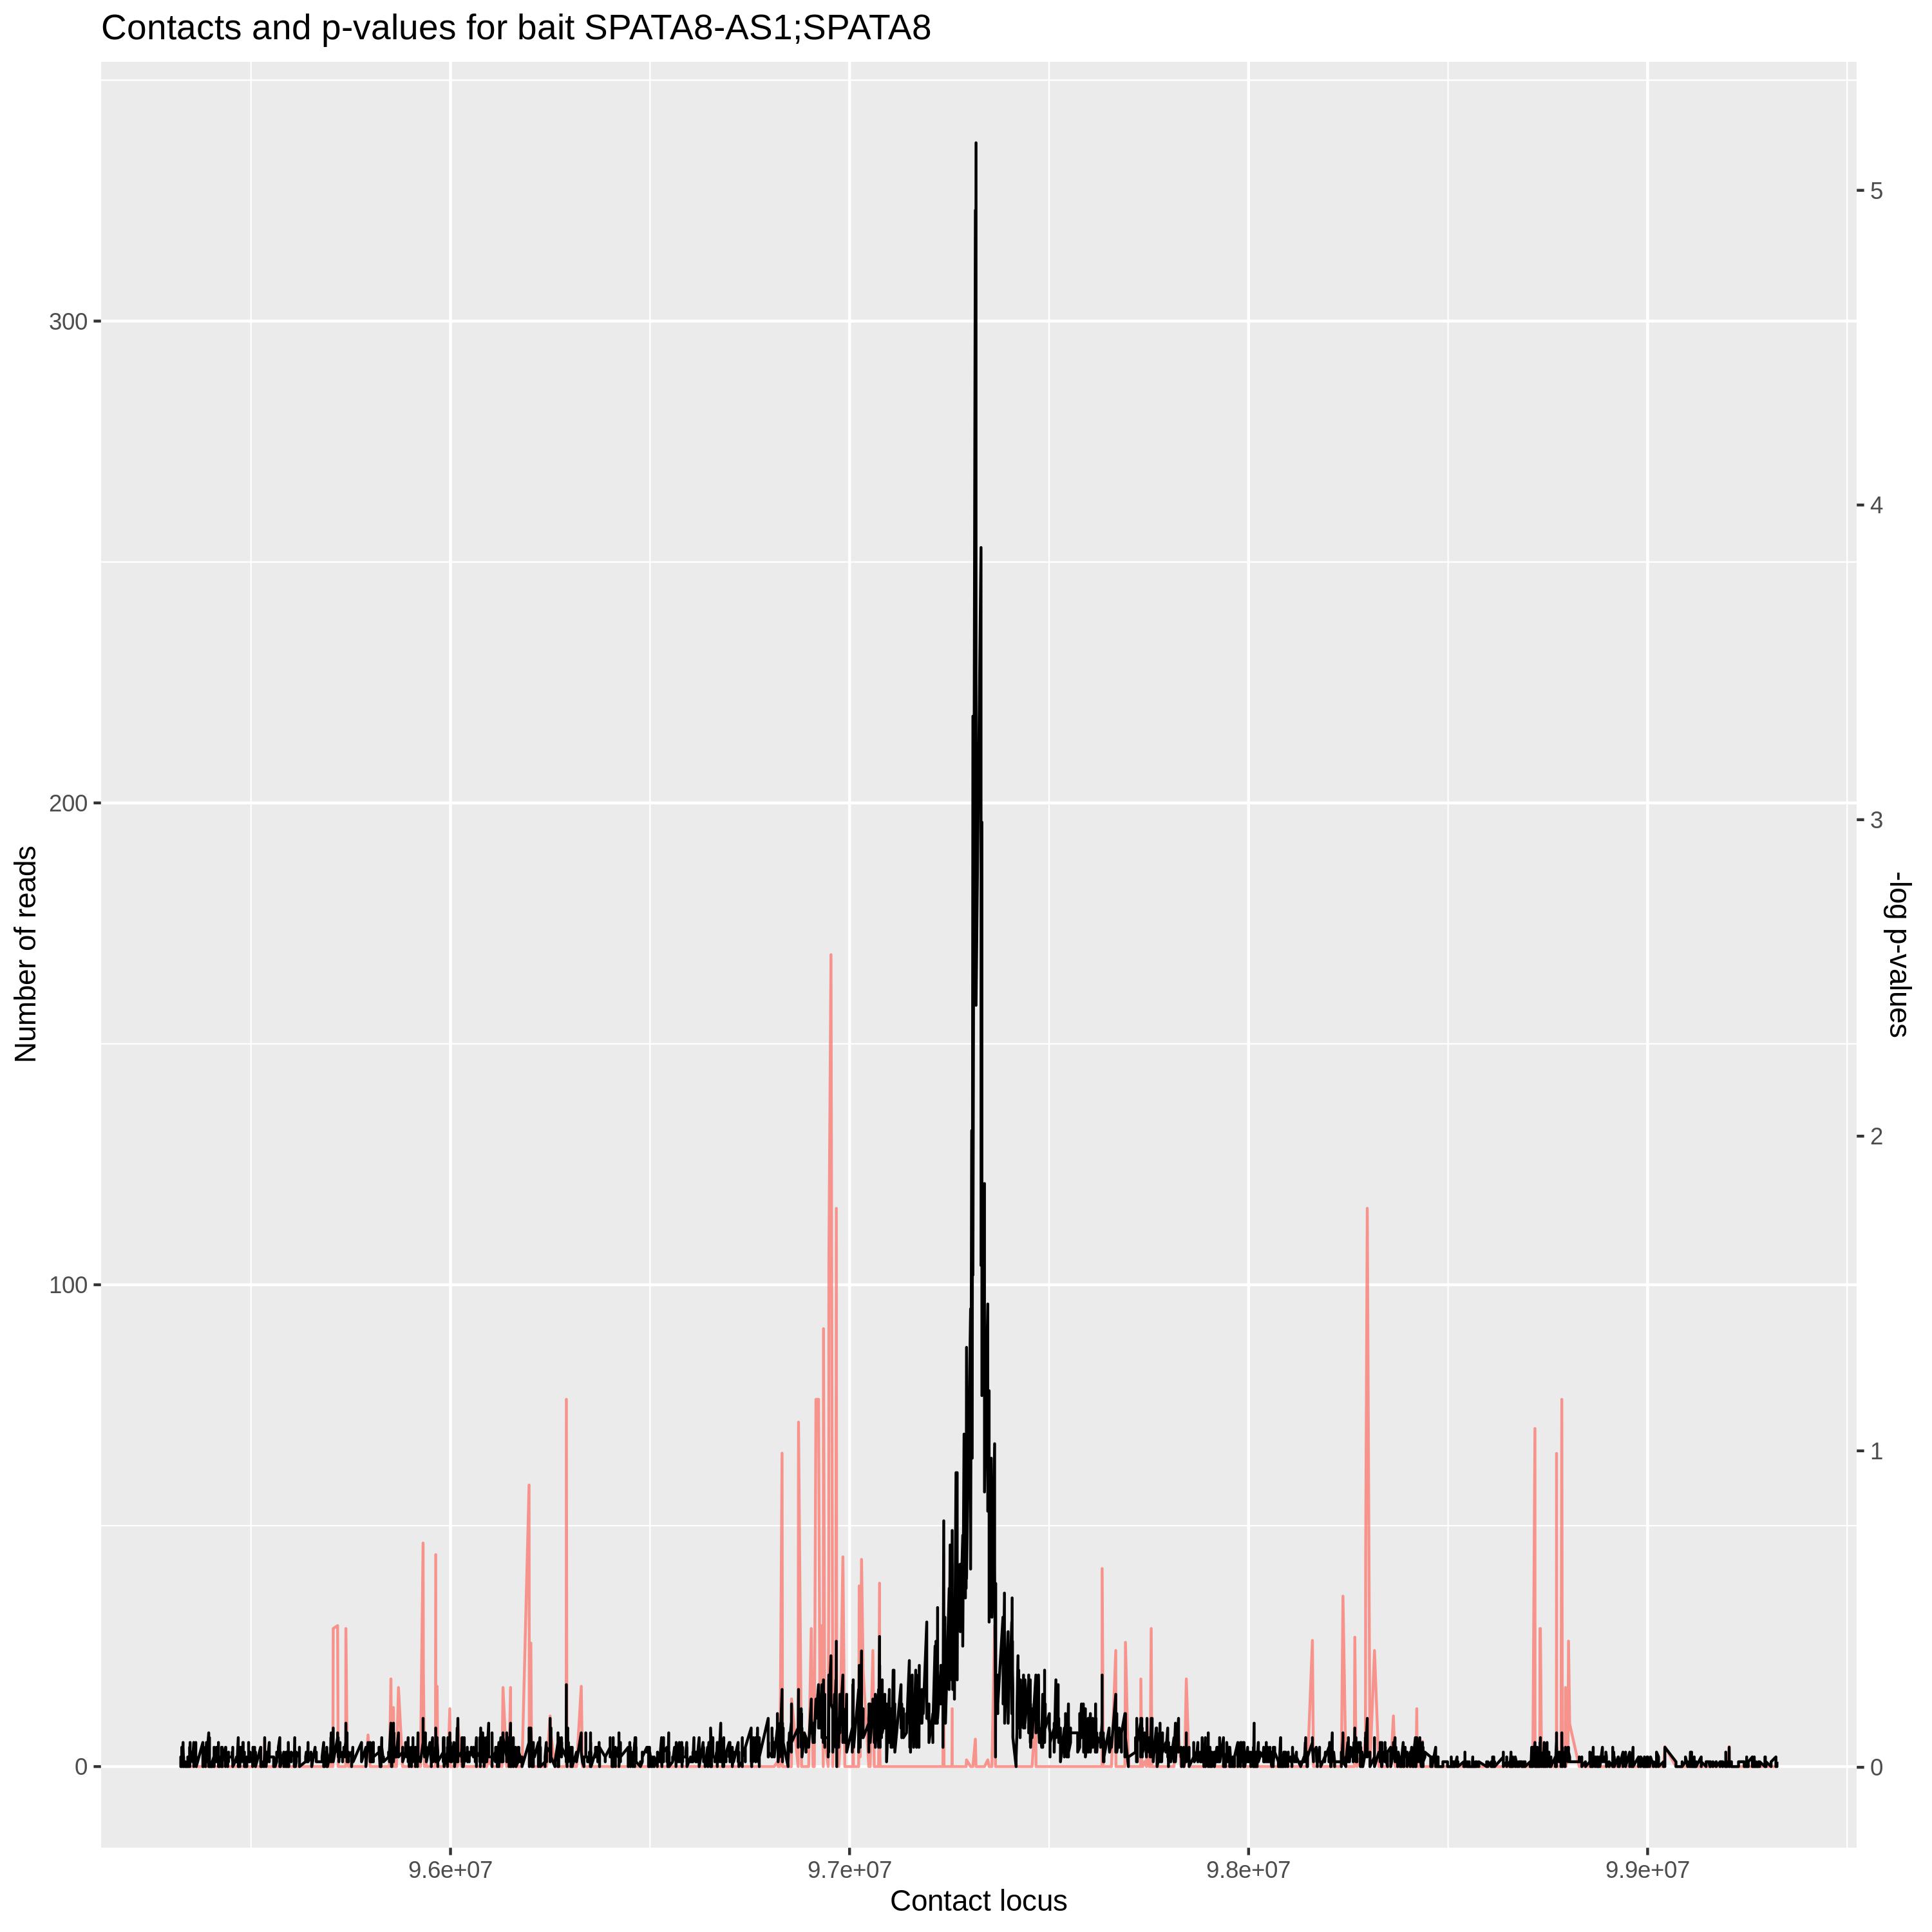 Contacts and p-values for bait SPATA8-AS1;SPATA8
Number of reads
300
200
100
0
5
4
3
2
1
0
-log p-values
9.6e+07
9.7e+07
9.8e+07
9.9e+07
Contact locus